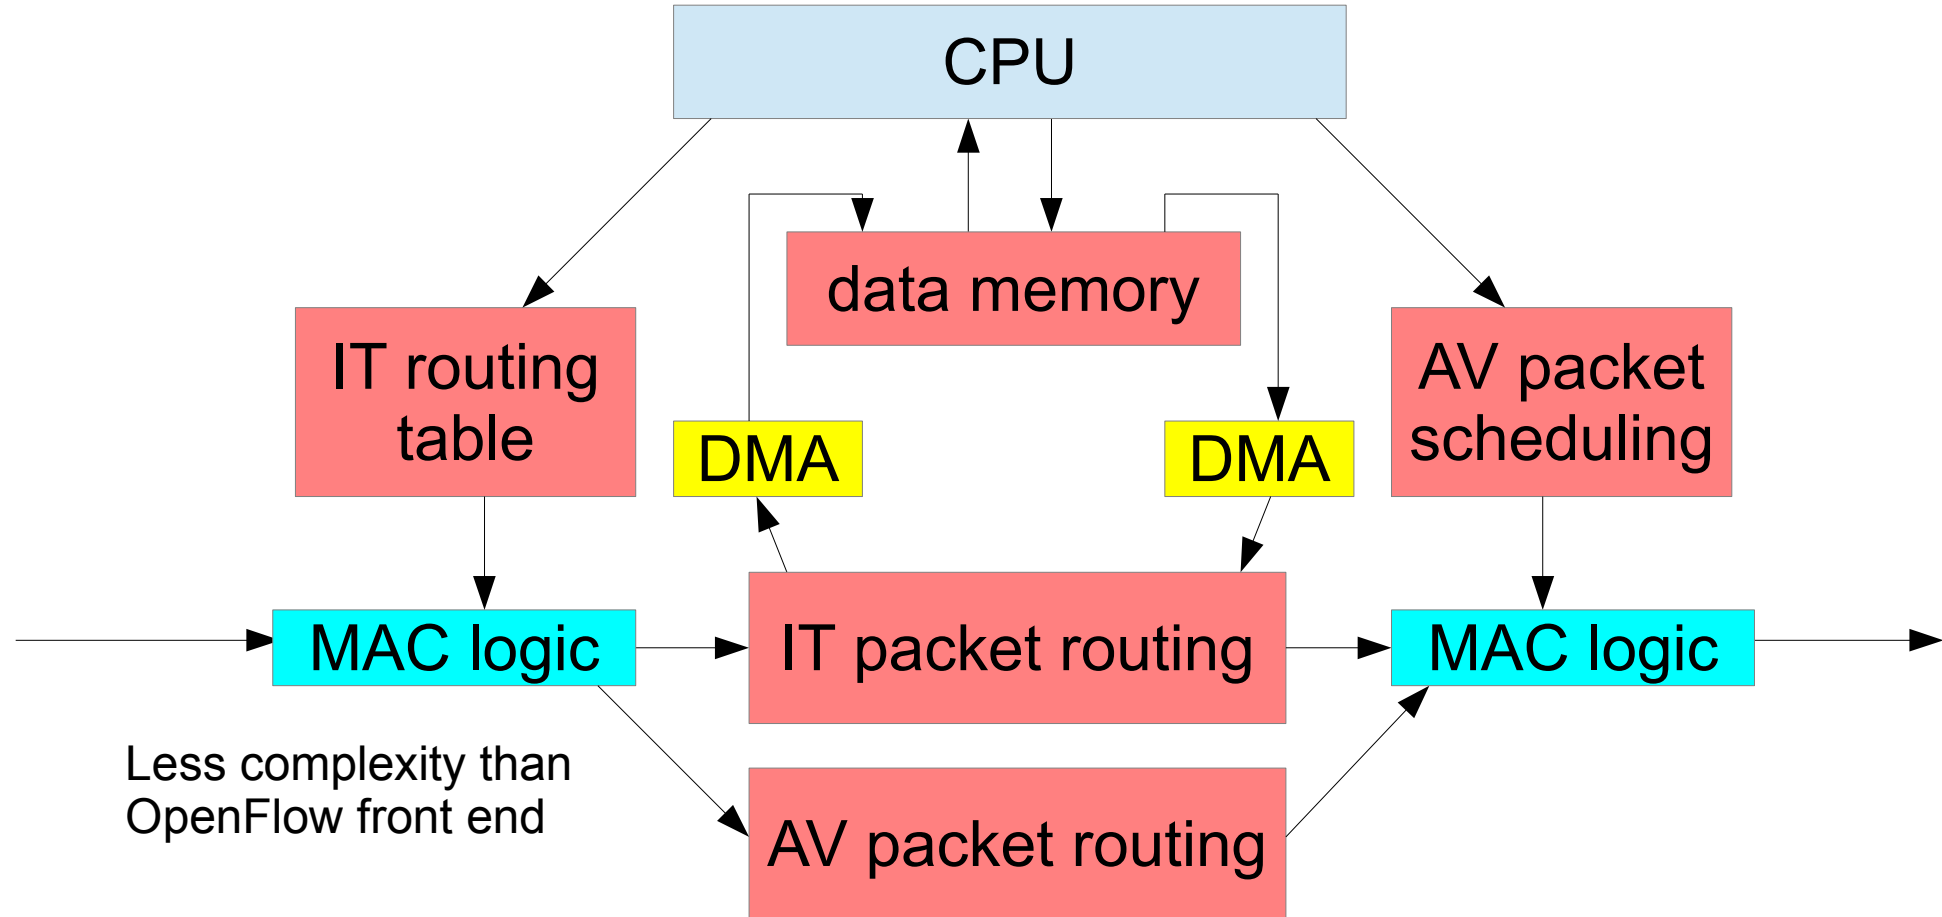 CPU
data memory
IT routing
table
AV packet
scheduling
DMA
DMA
MAC logic
IT packet routing
MAC logic
Less complexity than
OpenFlow front end
AV packet routing